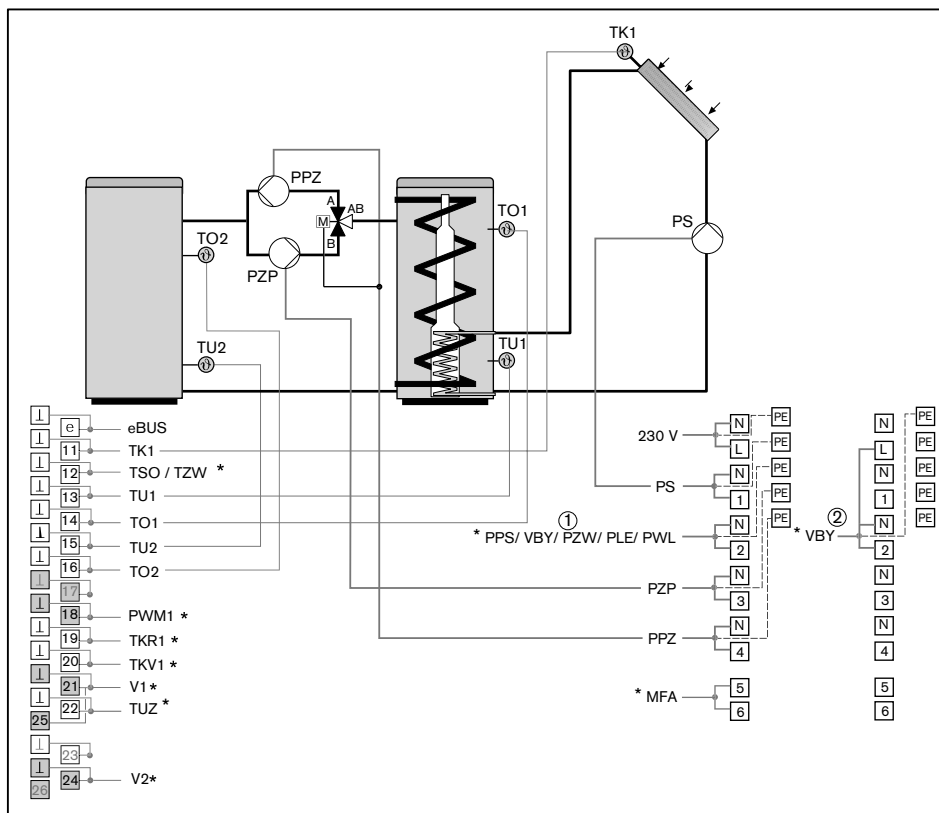 TK1
PPZ
A
AB
M
B
TO1
PS
TO2
PZP
TU2
TU1
⊥
e eBUS
⊥
11 TK1
⊥
12 TSO / TZW *
⊥
13 TU1
⊥
14 TO1
⊥
15 TU2
⊥
16 TO2
⊥
17
⊥
18 PWM1 *
⊥
19 TKR1 *
⊥
20 TKV1 *
⊥
21 V1*
⊥
22 TUZ *
25
⊥
23
⊥
24 V2*
26
230 V N PE
L PE
PS N PE
1 PE
① PE
* PPS/ VBY/ PZW/ PLE/ PWL N
2
PZP N
3
PPZ N
4
* MFA 5
6
N PE
L PE
N PE
1 PE
② PE
* VBY N
2
N
3
N
4
5
6